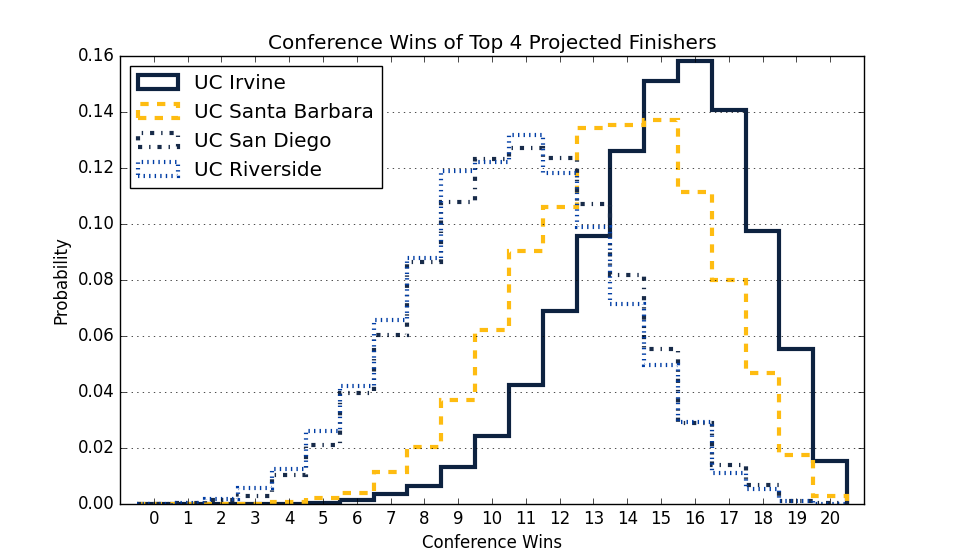 Conference Wins of Top 4 Projected Finishers
UC Irvine
UC Santa Barbara
UC San Diego
UC Riverside
Probability
0.16
0.14
0.12
0.10
0.08
0.06
0.04
0.02
0.00
0 1 2 3 4 5 6 7 8 9 10 11 12 13 14 15 16 17 18 19 20
Conference Wins